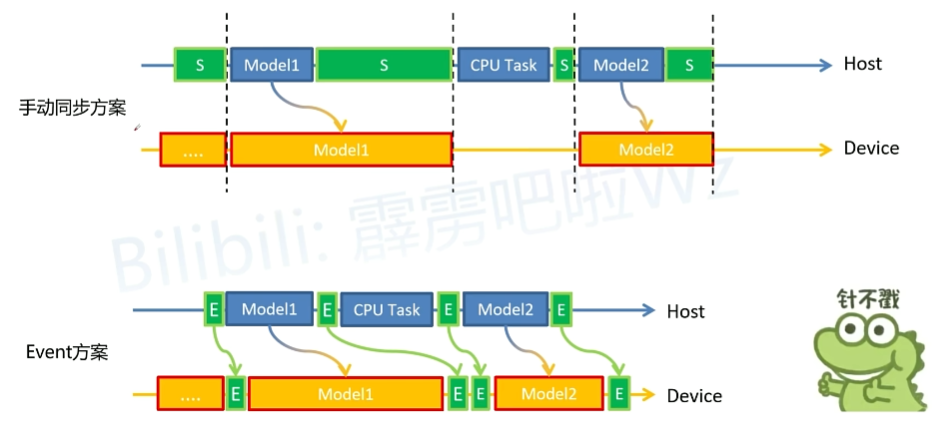 S Model1 S CPU Task S Model2 S Host
手动同步方案
.... Model1 Model2 Device
Bilibili: 霹雳吧啦Wz
E Model1 E CPU Task E Model2 E Host
针不戳
Event方案
.... E Model1 E E Model2 E Device